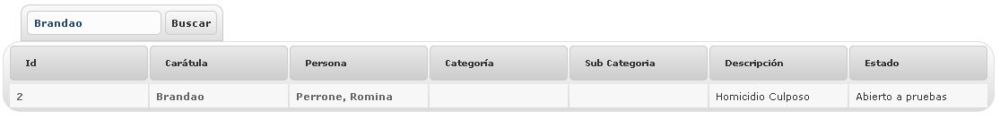 Brandao Buscar
Id Carátula Persona Categoría Sub Categoria Descripción Estado
2 Brandao Perrone, Romina Homicidio Culposo Abierto a pruebas